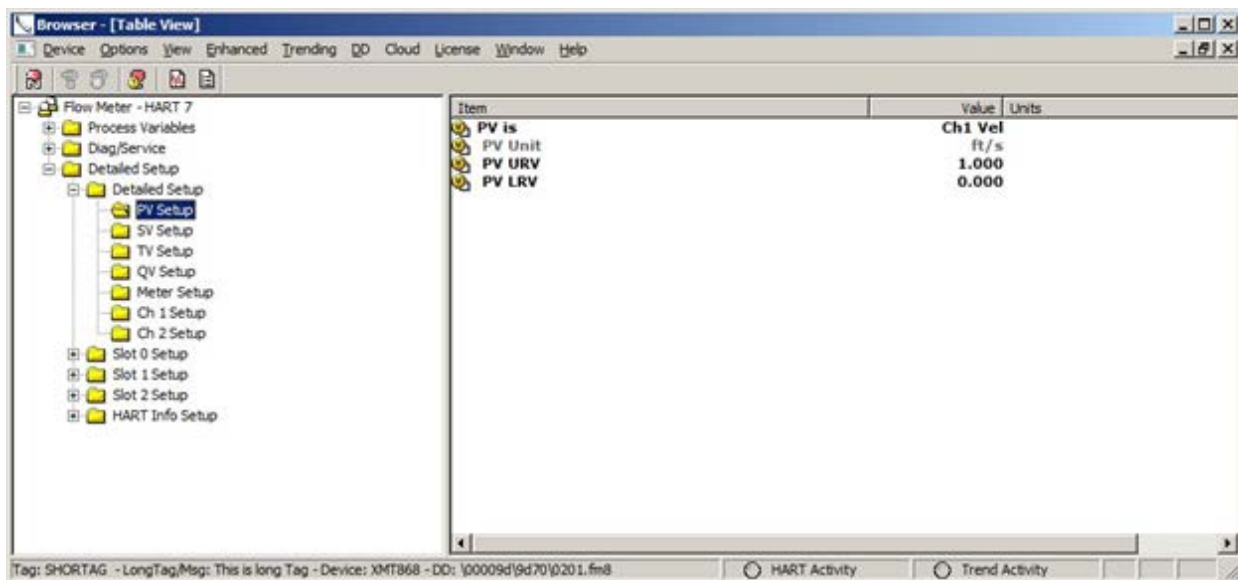 Browser - [Table View]
Device Options View Enhanced Trending DD Cloud License Window Help
Flow Meter - HART 7
Process Variables
Diag/Service
Detailed Setup
Detailed Setup
PV Setup
SV Setup
TV Setup
QV Setup
Meter Setup
Ch 1 Setup
Ch 2 Setup
Slot 0 Setup
Slot 1 Setup
Slot 2 Setup
HART Info Setup
Item Value Units
PV is Ch1 Vel
PV Unit ft/s
PV URV 1.000
PV LRV 0.000
Tag: SHORTAG - LongTag/Msg: This is long Tag - Device: XMT868 - DD: \00009d\9d70\0201.fm8 HART Activity Trend Activity